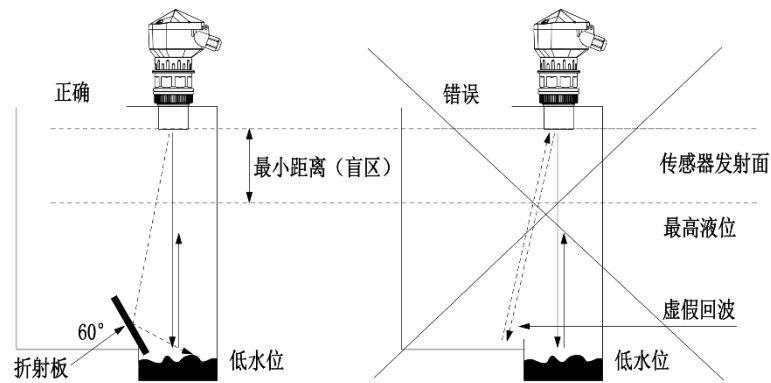 正确
错误
最小距离（盲区）
传感器发射面
最高液位
虚假回波
60°
折射板
低水位
低水位